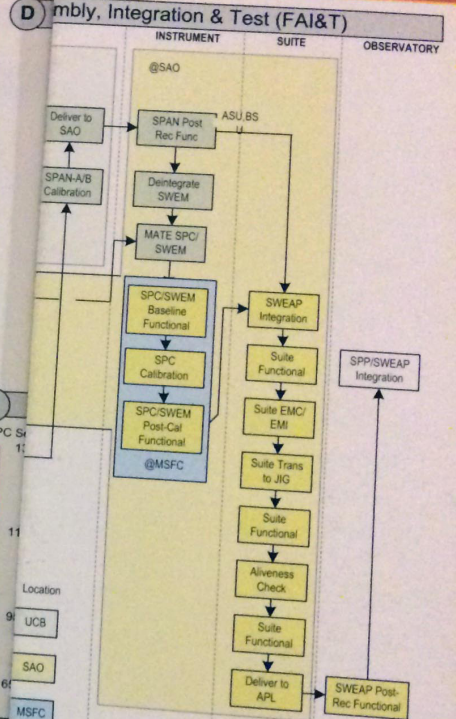 D
mbly, Integration & Test (FAI&T)
INSTRUMENT
SUITE
OBSERVATORY
@SAO
Deliver to
SAO
SPAN-A/B
Calibration
SPAN Post
Rec Func
ASU,BS
U
Deintegrate
SWEM
MATE SPC/
SWEM
SPC/SWEM
Baseline
Functional
SPC
Calibration
SPC/SWEM
Post-Cal
Functional
@MSFC
SWEAP
Integration
Suite
Functional
Suite EMC/
EMI
Suite Trans
to JIG
Suite
Functional
Aliveness
Check
Suite
Functional
Deliver to
APL
SPP/SWEAP
Integration
SWEAP Post-
Rec Functional
11
Location
UCB
SAO
MSFC